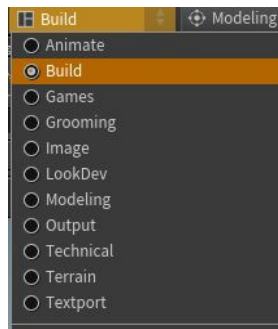 Build Modeling
Animate
Build
Games
Grooming
Image
LookDev
Modeling
Output
Technical
Terrain
Textport